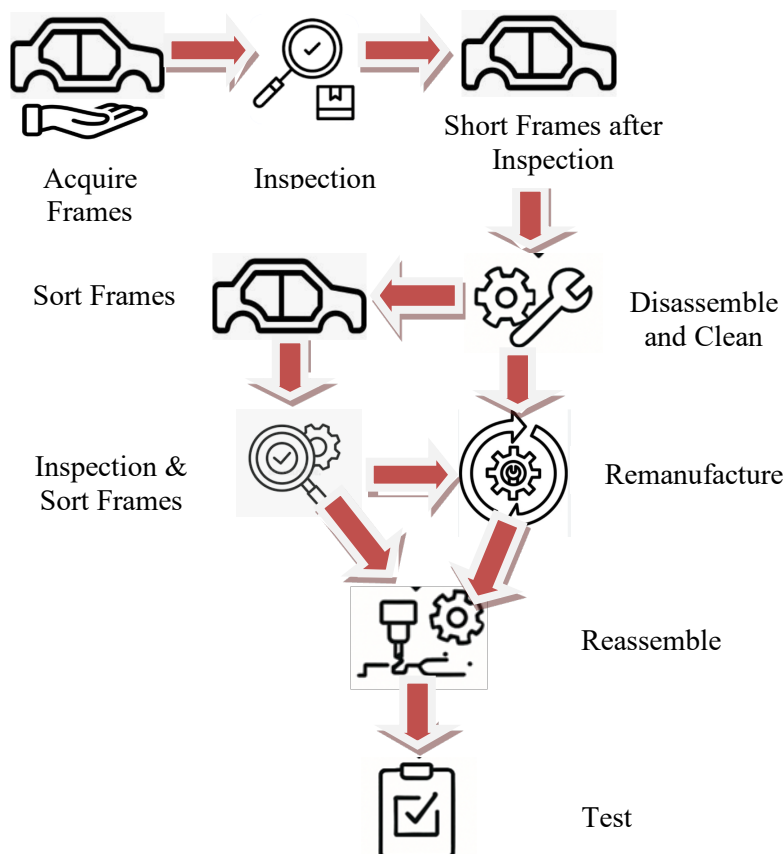 Short Frames after
Inspection
Acquire
Frames
Inspection
Sort Frames
Disassemble
and Clean
Inspection &
Sort Frames
Remanufacture
Reassemble
Test